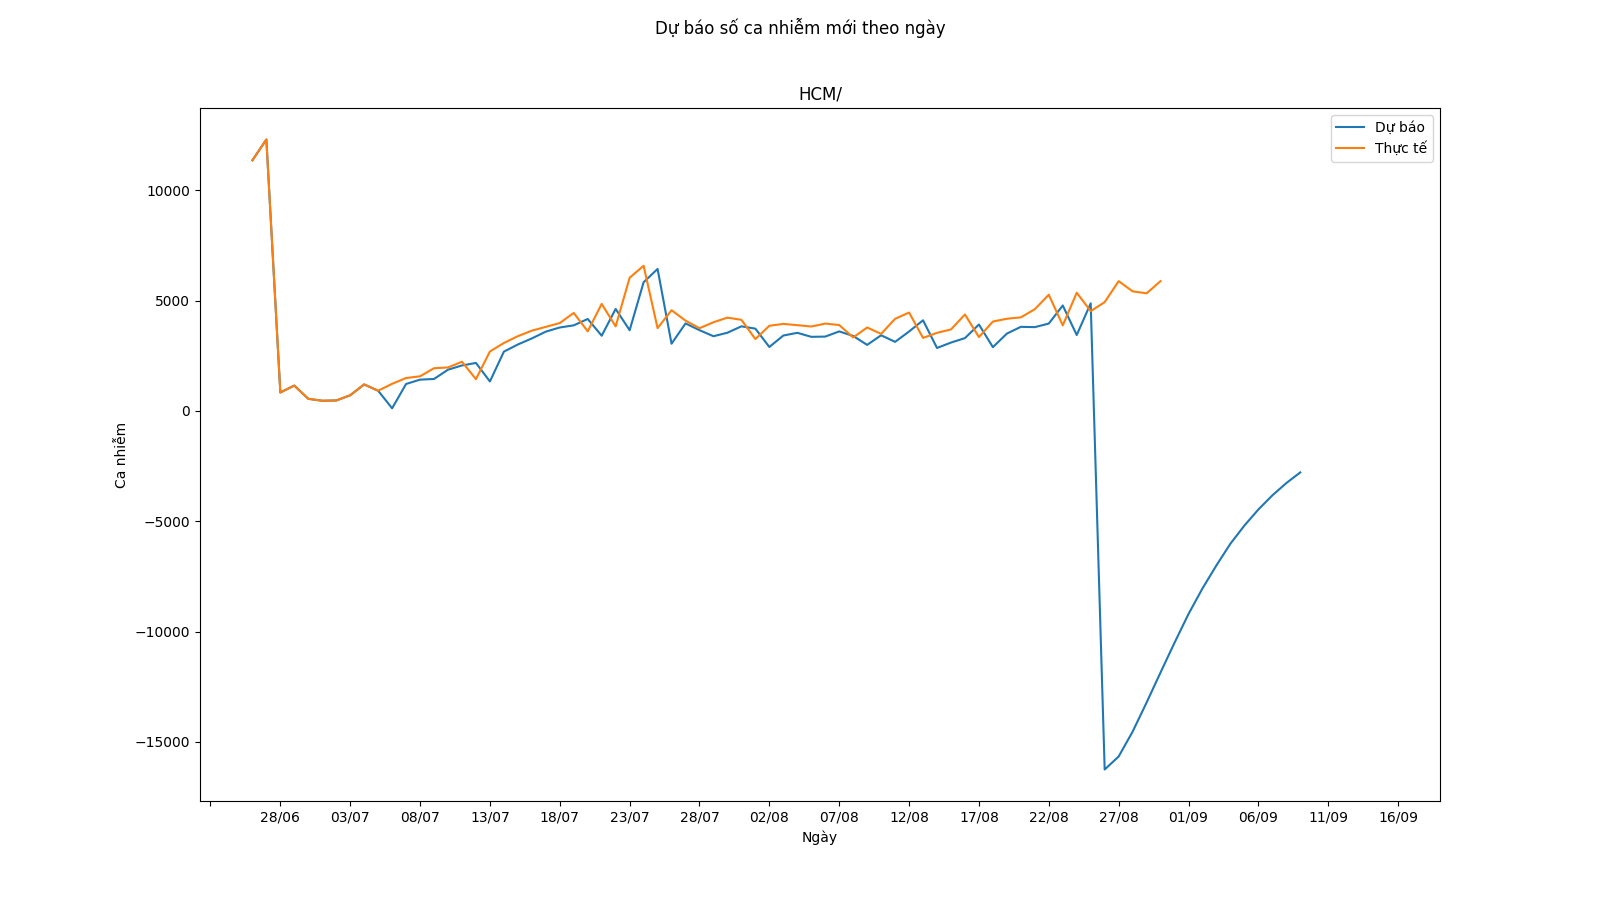 Dự báo số ca nhiễm mới theo ngày
HCM/
Dự báo
Thực tế
10000
5000
0
−5000
−10000
−15000
Ca nhiễm
28/06 03/07 08/07 13/07 18/07 23/07 28/07 02/08 07/08 12/08 17/08 22/08 27/08 01/09 06/09 11/09 16/09
Ngày